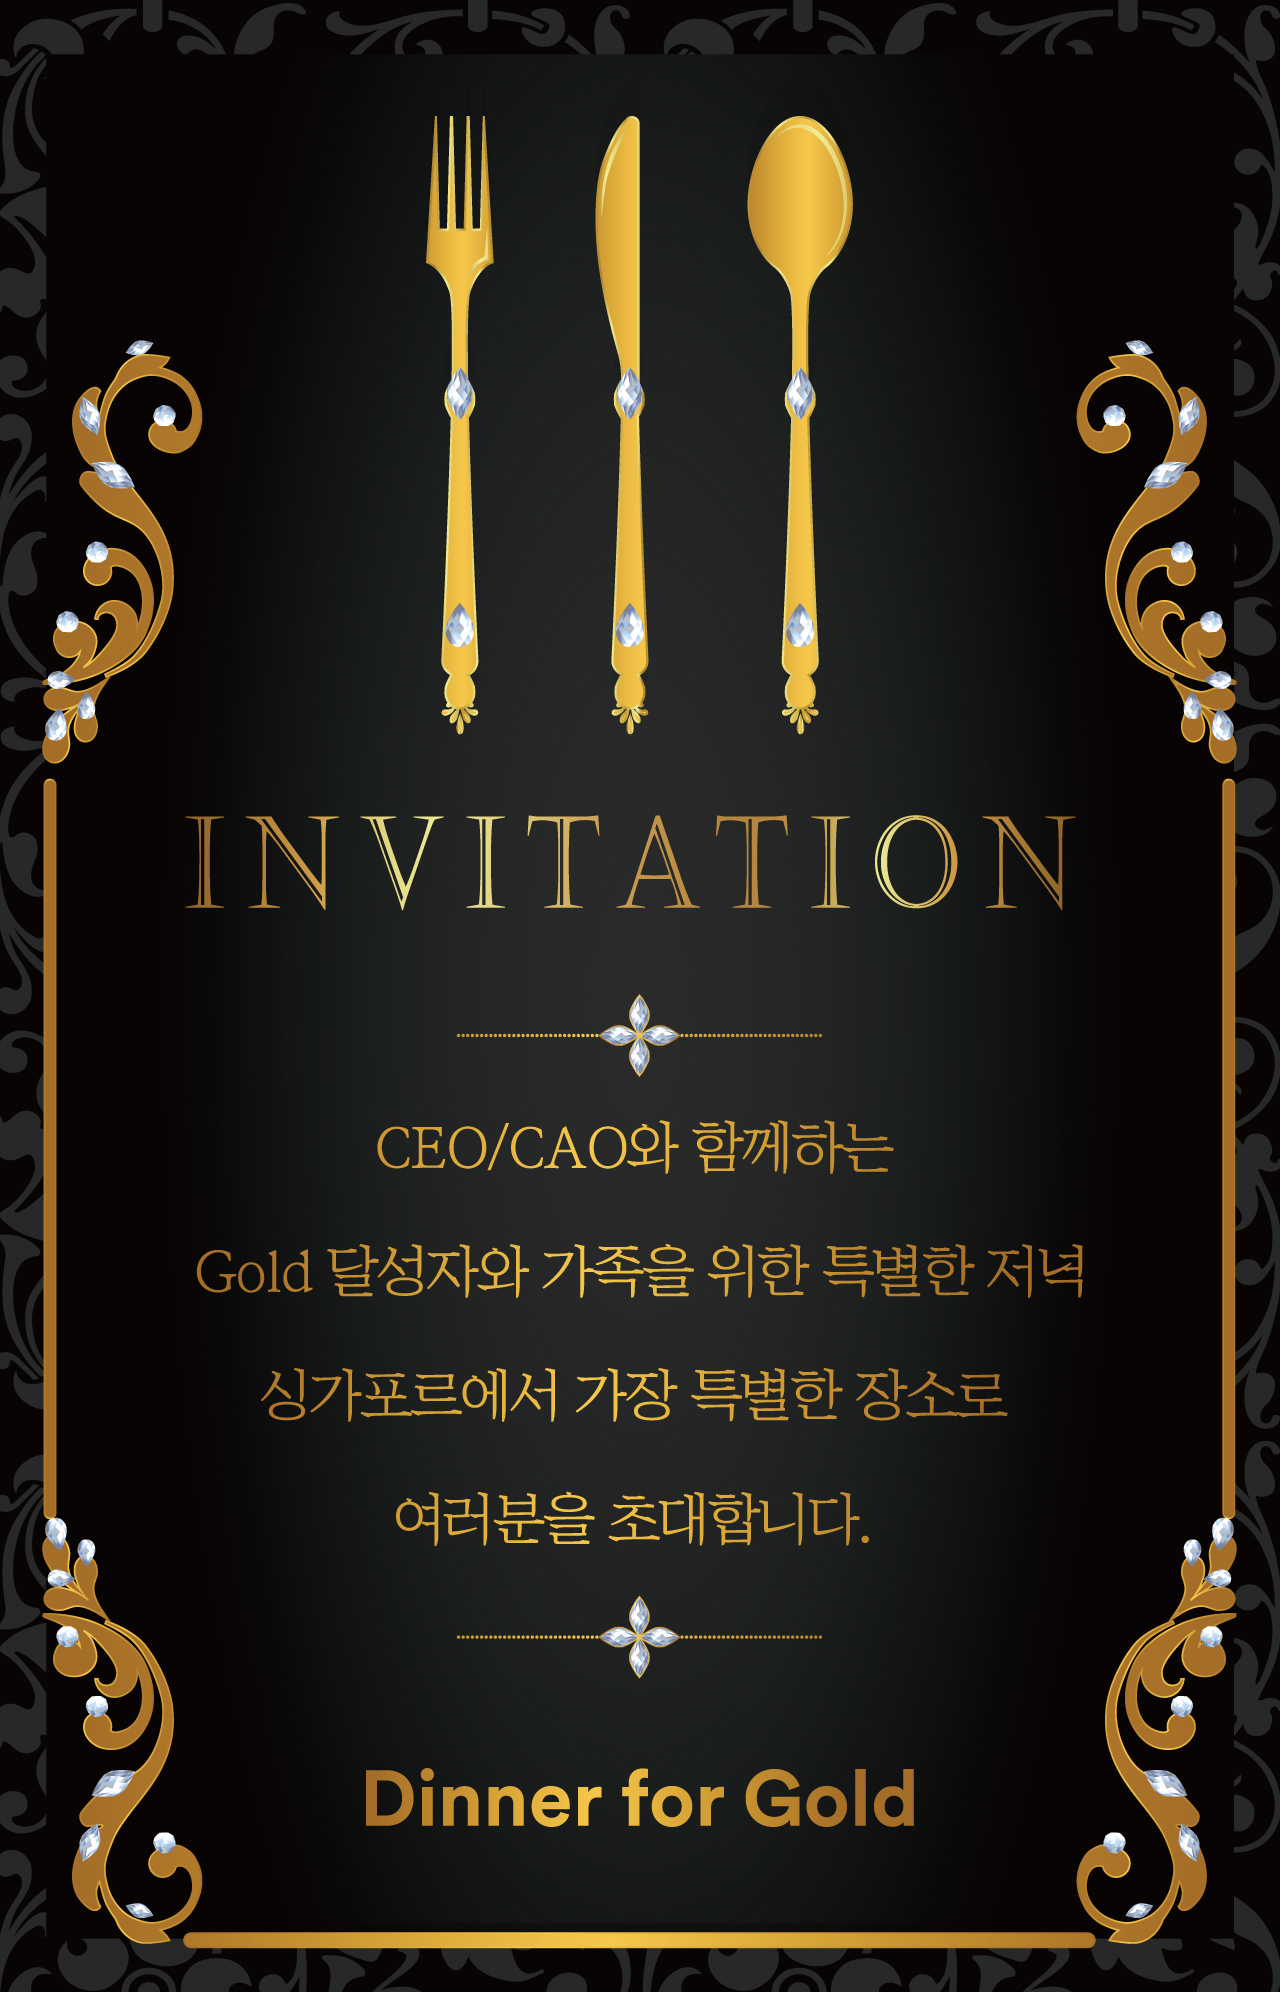 INVITATION
CEO/CAO와 함께하는
Gold 달성자와 가족을 위한 특별한 저녁
싱가포르에서 가장 특별한 장소로
여러분을 초대합니다.
Dinner for Gold